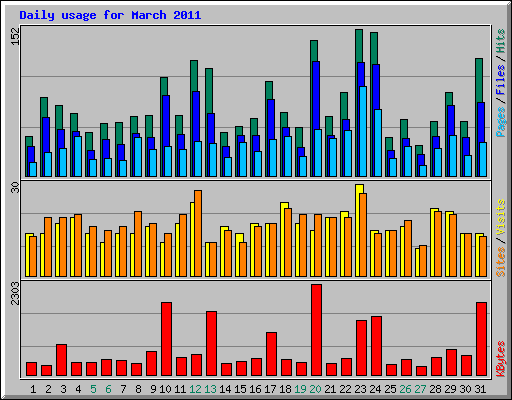 Daily usage for March 2011
152
Pages / Files / Hits
30
Sites / Visits
2303
KBytes
1 2 3 4 5 6 7 8 9 10 11 12 13 14 15 16 17 18 19 20 21 22 23 24 25 26 27 28 29 30 31